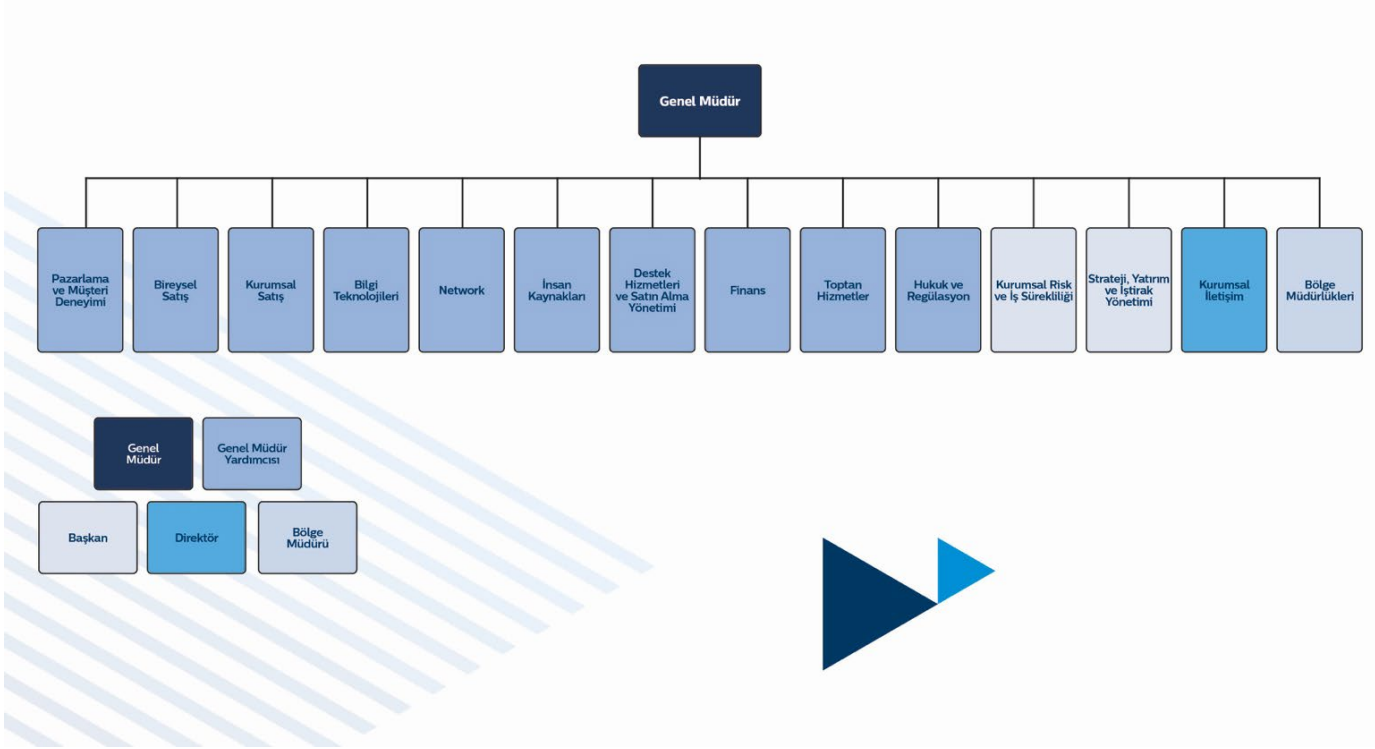 Genel Müdür
Pazarlama
ve Müşteri
Deneyimi
Bireysel
Satış
Kurumsal
Satış
Bilgi
Teknolojileri
Network
İnsan
Kaynakları
Destek
Hizmetleri
ve Satın Alma
Yönetimi
Finans
Toptan
Hizmetler
Hukuk ve
Regülasyon
Kurumsal Risk
ve İş Sürekliliği
Strateji, Yatırım
ve İştirak
Yönetimi
Kurumsal
İletişim
Bölge
Müdürlükleri
Genel
Müdür
Genel Müdür
Yardımcısı
Başkan
Direktör
Bölge
Müdürü